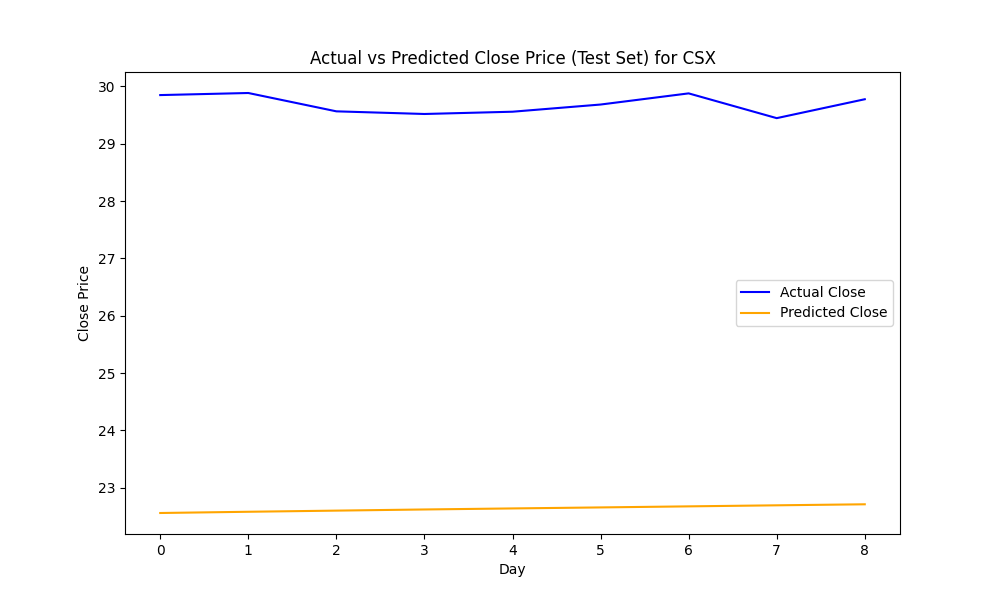 Actual vs Predicted Close Price (Test Set) for CSX
Close Price
30
29
28
27
26
25
24
23
Actual Close
Predicted Close
0 1 2 3 4 5 6 7 8
Day